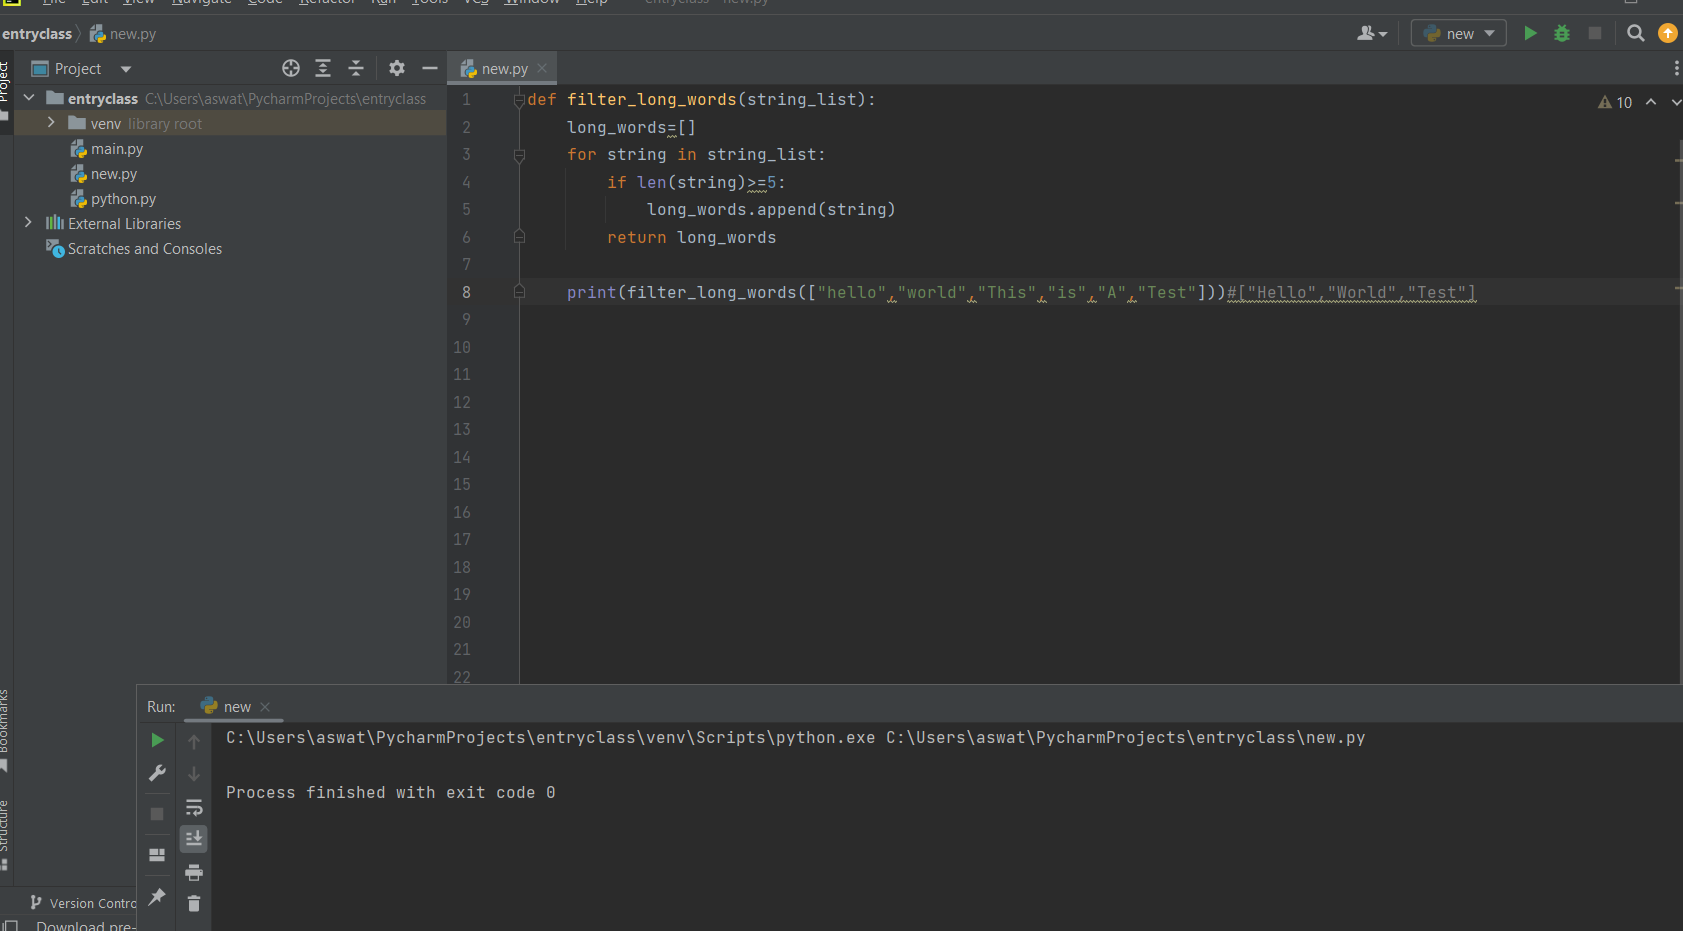 File Edit View Navigate Code Refactor Run Tools VCS Window Help entryclass - new.py
entryclass new.py
new
Project
Project
new.py
entryclass C:\Users\aswat\PycharmProjects\entryclass
venv library root
main.py
new.py
python.py
External Libraries
Scratches and Consoles
10
1 def filter_long_words(string_list):
2 long_words=[]
3 for string in string_list:
4 if len(string)>=5:
5 long_words.append(string)
6 return long_words
7
8 print(filter_long_words(["hello","world","This","is","A","Test"]))#["Hello","World","Test"]
9
10
11
12
13
14
15
16
17
18
19
20
21
22
Bookmarks
Structure
Run: new
C:\Users\aswat\PycharmProjects\entryclass\venv\Scripts\python.exe C:\Users\aswat\PycharmProjects\entryclass\new.py
Process finished with exit code 0
Version Contro
Download pre-